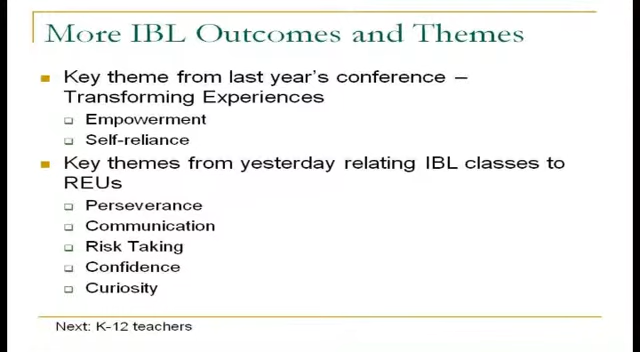 More IBL Outcomes and Themes
Key theme from last year's conference –
Transforming Experiences
Empowerment
Self-reliance
Key themes from yesterday relating IBL classes to
REUs
Perseverance
Communication
Risk Taking
Confidence
Curiosity
Next: K-12 teachers